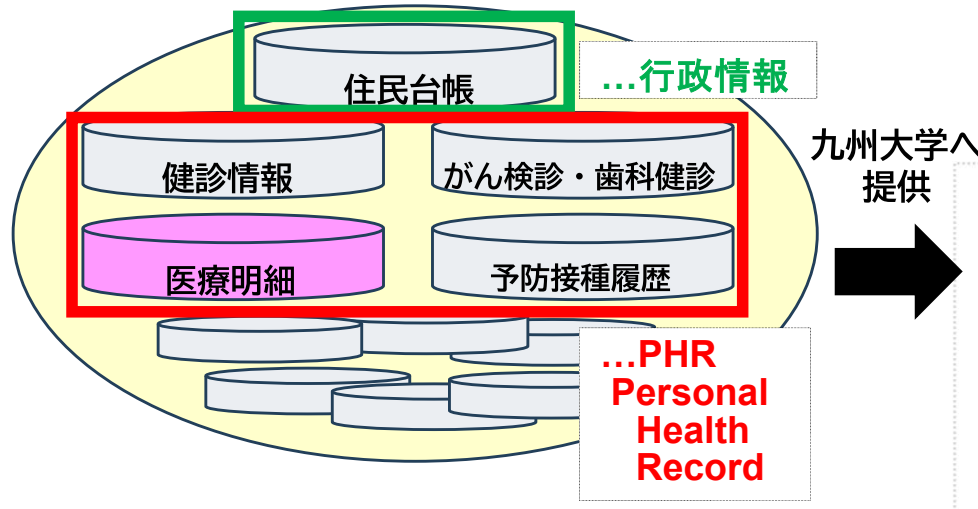 住民台帳
…行政情報
健診情報
がん検診・歯科健診
九州大学へ
提供
医療明細
予防接種履歴
…PHR
Personal
Health
Record